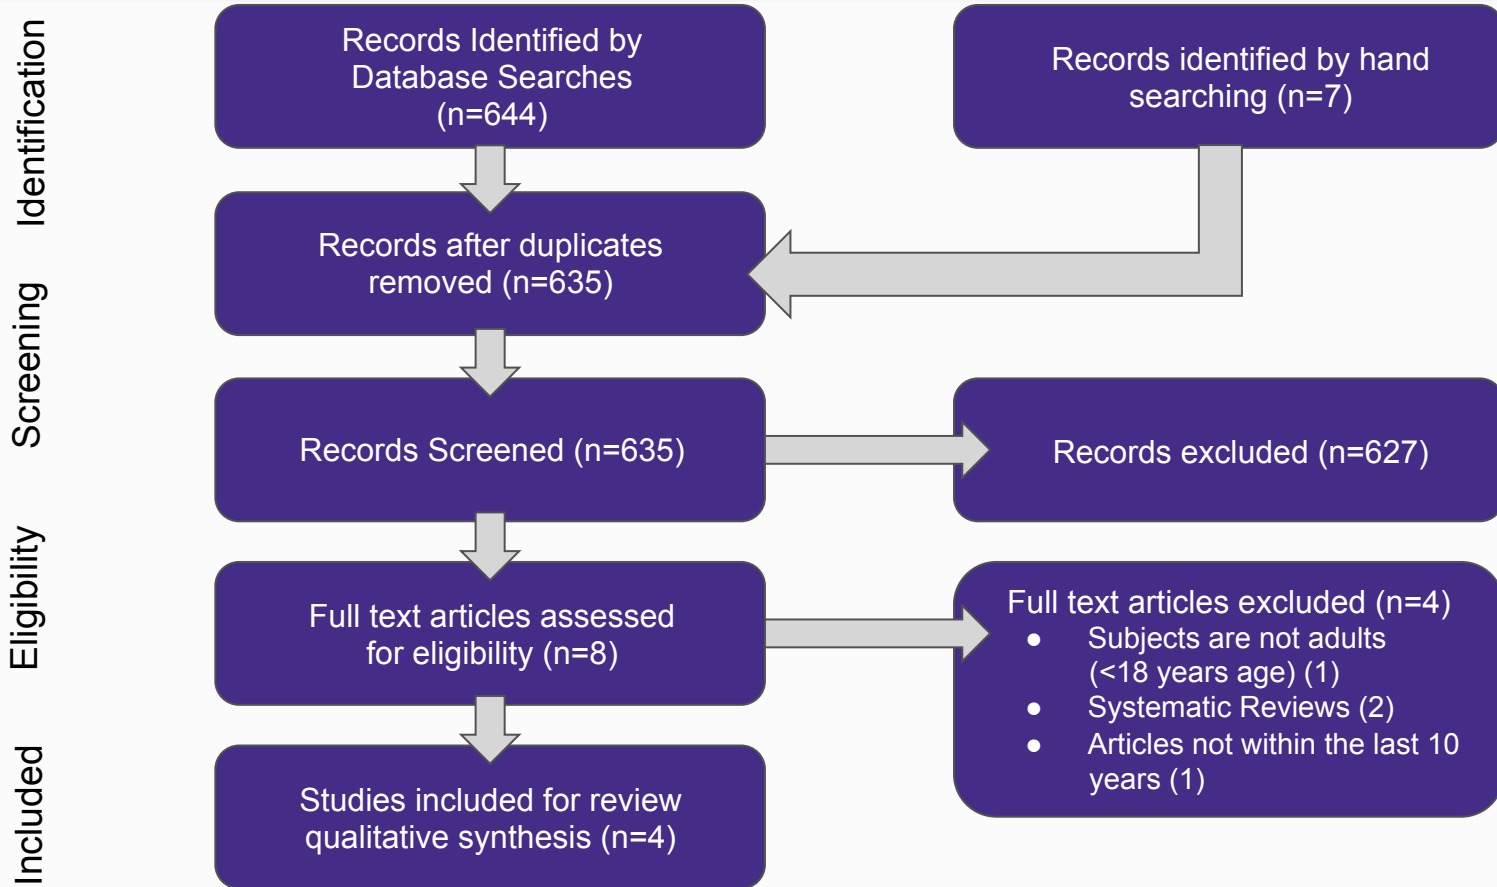 Identification
Records Identified by
Database Searches
(n=644)
Records identified by hand
searching (n=7)
Records after duplicates
removed (n=635)
Screening
Records Screened (n=635)
Records excluded (n=627)
Eligibility
Full text articles assessed
for eligibility (n=8)
Full text articles excluded (n=4)
● Subjects are not adults
(<18 years age) (1)
● Systematic Reviews (2)
● Articles not within the last 10
years (1)
Included
Studies included for review
qualitative synthesis (n=4)